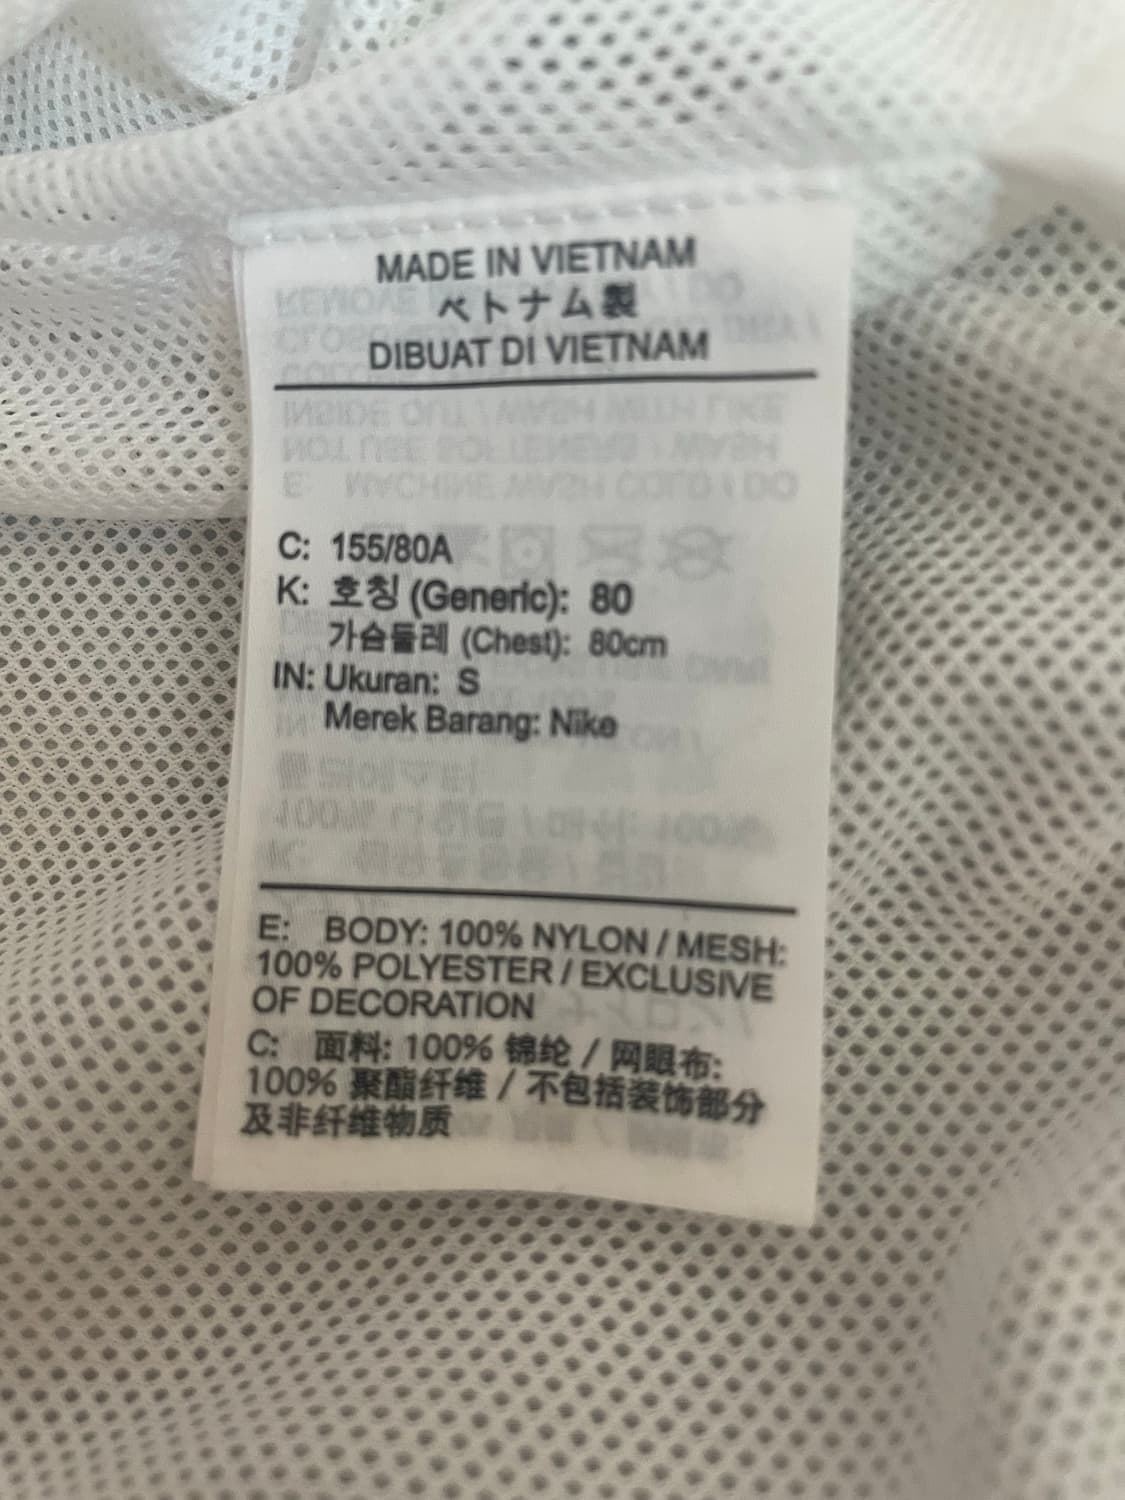 MADE IN VIETNAM
ベトナム製
DIBUAT DI VIETNAM
C: 155/80A
K: 호칭 (Generic): 80
가슴둘레 (Chest): 80cm
IN: Ukuran: S
Merek Barang: Nike
E: BODY: 100% NYLON / MESH:
100% POLYESTER / EXCLUSIVE
OF DECORATION
C: 面料: 100% 锦纶 / 网眼布:
100% 聚酯纤维 / 不包括装饰部分
及非纤维物质